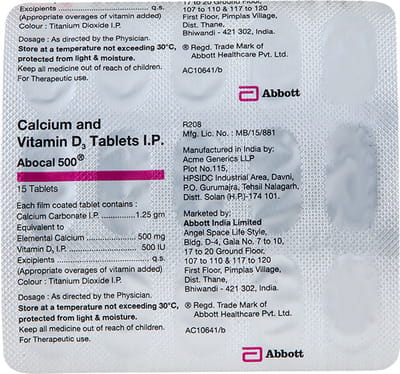 Excipients ........................ q.s.
(Appropriate overages of vitamin added)
Colour : Titanium Dioxide I.P.
Dosage : As directed by the Physician.
Store at a temperature not exceeding 30°C,
protected from light & moisture.
Keep all medicine out of reach of children.
For Therapeutic use.
17 to 20 Ground Floor,
107 to 110 & 117 to 120
First Floor, Pimplas Village,
Dist. Thane,
Bhiwandi - 421 302, India.
® Regd. Trade Mark of
Abbott Healthcare Pvt. Ltd.
AC10641/b
Abbott
Calcium and
Vitamin D3 Tablets I.P.
Abocal 500®
15 Tablets
Each film coated tablet contains :
Calcium Carbonate I.P. ............1.25 gm
Equivalent to
Elemental Calcium .................... 500 mg
Vitamin D3 I.P. ........................... 500 IU
Excipients ................................. q.s.
(Appropriate overages of vitamin added)
Colour : Titanium Dioxide I.P.
Dosage : As directed by the Physician.
Store at a temperature not exceeding 30°C,
protected from light & moisture.
Keep all medicine out of reach of children.
For Therapeutic use.
R208
Mfg. Lic. No. : MB/15/881
Manufactured in India by:
Acme Generics LLP
Plot No.115,
HPSIDC Industrial Area, Davni,
P.O. Gurumajra, Tehsil Nalagarh,
Distt. Solan (H.P.)-174 101.
Marketed by:
Abbott India Limited
Angel Space Life Style,
Bldg. D-4, Gala No. 7 to 10,
17 to 20 Ground Floor,
107 to 110 & 117 to 120
First Floor, Pimplas Village,
Dist. Thane,
Bhiwandi - 421 302, India.
® Regd. Trade Mark of
Abbott Healthcare Pvt. Ltd.
AC10641/b
Abbott